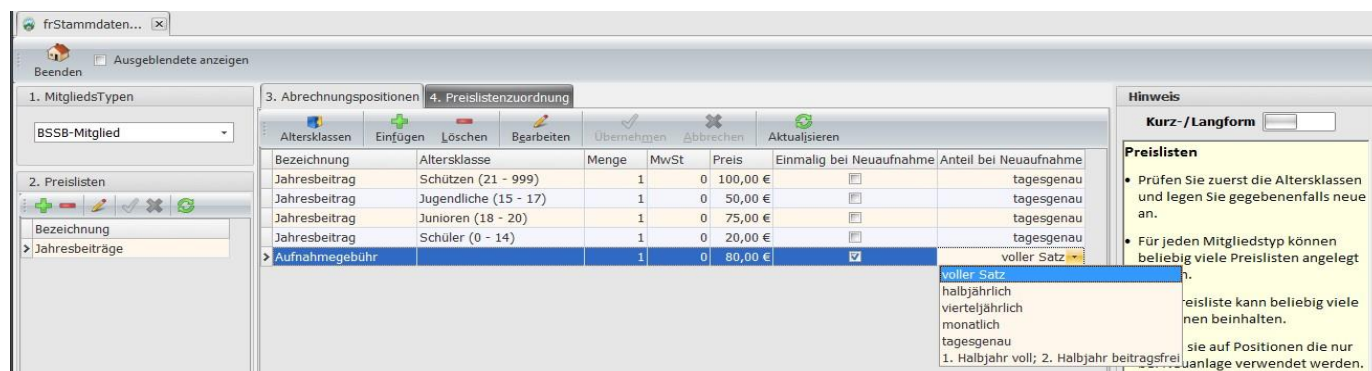 frStammdaten...
Beenden
Ausgeblendete anzeigen
1. MitgliedsTypen
BSSB-Mitglied
2. Preislisten
Bezeichnung
Jahresbeiträge
3. Abrechnungspositionen 4. Preislistenzuordnung
Altersklassen Einfügen Löschen Bearbeiten Übernehmen Abbrechen Aktualisieren
Bezeichnung Altersklasse Menge MwSt Preis Einmalig bei Neuaufnahme Anteil bei Neuaufnahme
Jahresbeitrag Schützen (21 - 999) 1 0 100,00 € tagesgenau
Jahresbeitrag Jugendliche (15 - 17) 1 0 50,00 € tagesgenau
Jahresbeitrag Junioren (18 - 20) 1 0 75,00 € tagesgenau
Jahresbeitrag Schüler (0 - 14) 1 0 20,00 € tagesgenau
Aufnahmegebühr 1 0 80,00 € voller Satz
voller Satz
halbjährlich
vierteljährlich
monatlich
tagesgenau
1. Halbjahr voll; 2. Halbjahr beitragsfrei
Hinweis
Kurz-/Langform
Preislisten
• Prüfen Sie zuerst die Altersklassen
und legen Sie gegebenenfalls neue
an.
• Für jeden Mitgliedstyp können
beliebig viele Preislisten angelegt
kann beliebig viele
beinhalten.
sie auf Positionen die nur
verwendet werden.